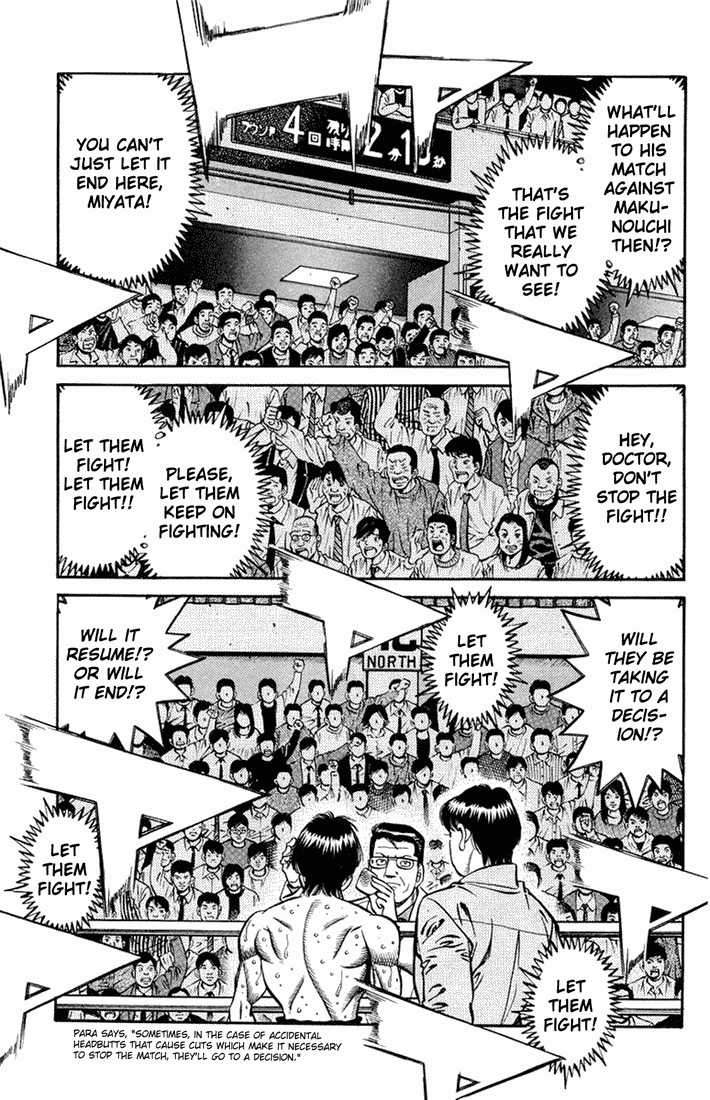 WHAT'LL
HAPPEN
TO HIS
MATCH
AGAINST
MAKU-
NOUCHI
THEN!?
THAT'S
THE FIGHT
THAT WE
REALLY
WANT TO
SEE!
4回
YOU CAN'T
JUST LET IT
END HERE,
MIYATA!
HEY,
DOCTOR,
DON'T
STOP THE
FIGHT!!
PLEASE,
LET THEM
KEEP ON
FIGHTING!
LET THEM
FIGHT!
LET THEM
FIGHT!!
WILL
THEY BE
TAKING
IT TO A
DECIS-
ION!?
LET
THEM
FIGHT!
NORTH
WILL IT
RESUME!?
OR WILL
IT END!?
LET
THEM
FIGHT!
LET
THEM
FIGHT!
PARA SAYS, "SOMETIMES, IN THE CASE OF ACCIDENTAL
HEADBUTTS THAT CAUSE CUTS WHICH MAKE IT NECESSARY
TO STOP THE MATCH, THEY'LL GO TO A DECISION."